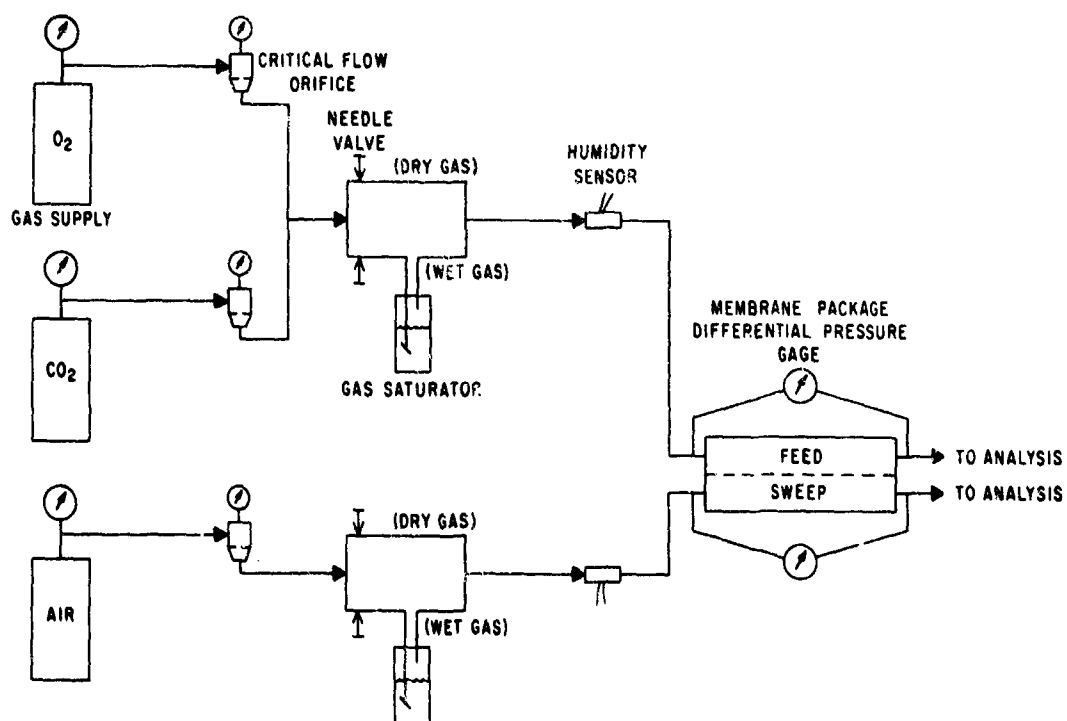 CRITICAL FLOW
ORIFICE
O2
GAS SUPPLY
NEEDLE
VALVE
(DRY GAS)
HUMIDITY
SENSOR
(WET GAS)
CO2
GAS SATURATOR
MEMBRANE PACKAGE
DIFFERENTIAL PRESSURE
GAGE
FEED
TO ANALYSIS
SWEEP
TO ANALYSIS
(DRY GAS)
AIR
(WET GAS)